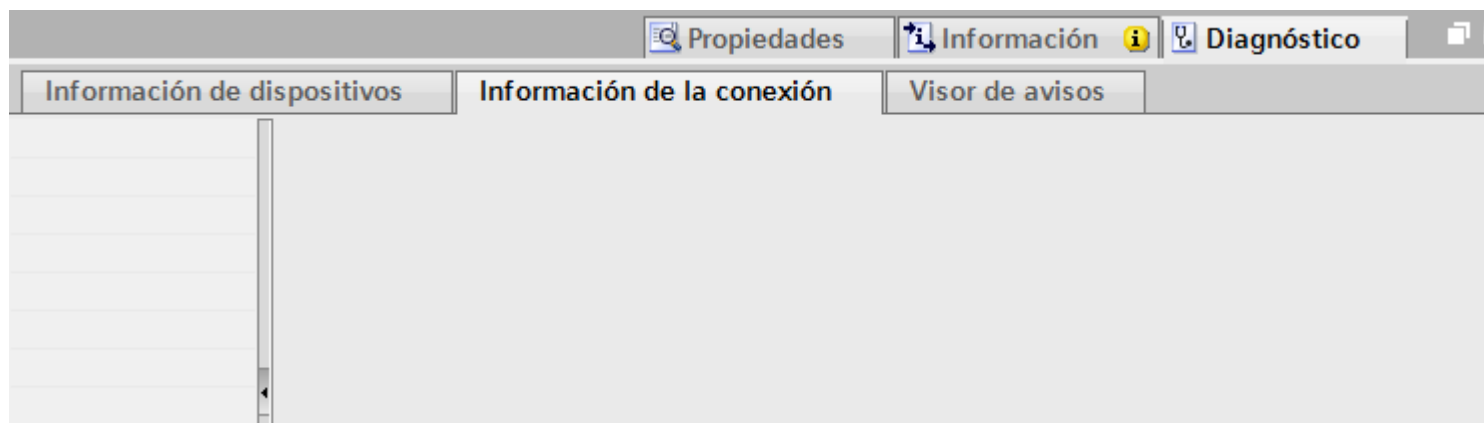 Propiedades Información Diagnóstico
Información de dispositivos Información de la conexión Visor de avisos